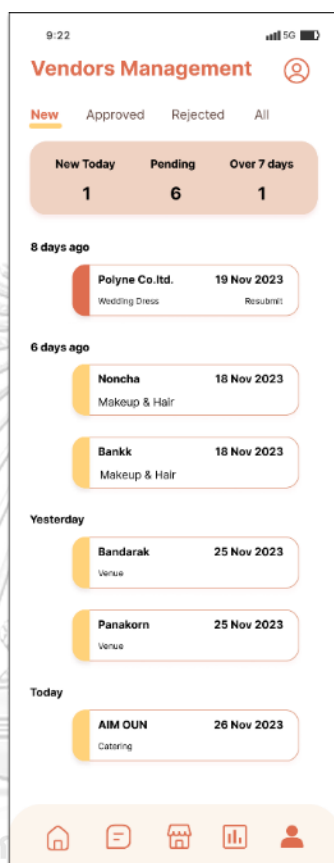 9:22 5G
Vendors Management
New Approved Rejected All
New Today Pending Over 7 days
1 6 1
8 days ago
Polyne Co.ltd. 19 Nov 2023
Wedding Dress Resubmit
6 days ago
Noncha 18 Nov 2023
Makeup & Hair
Bankk 18 Nov 2023
Makeup & Hair
Yesterday
Bandarak 25 Nov 2023
Venue
Panakorn 25 Nov 2023
Venue
Today
AIM OUN 26 Nov 2023
Catering